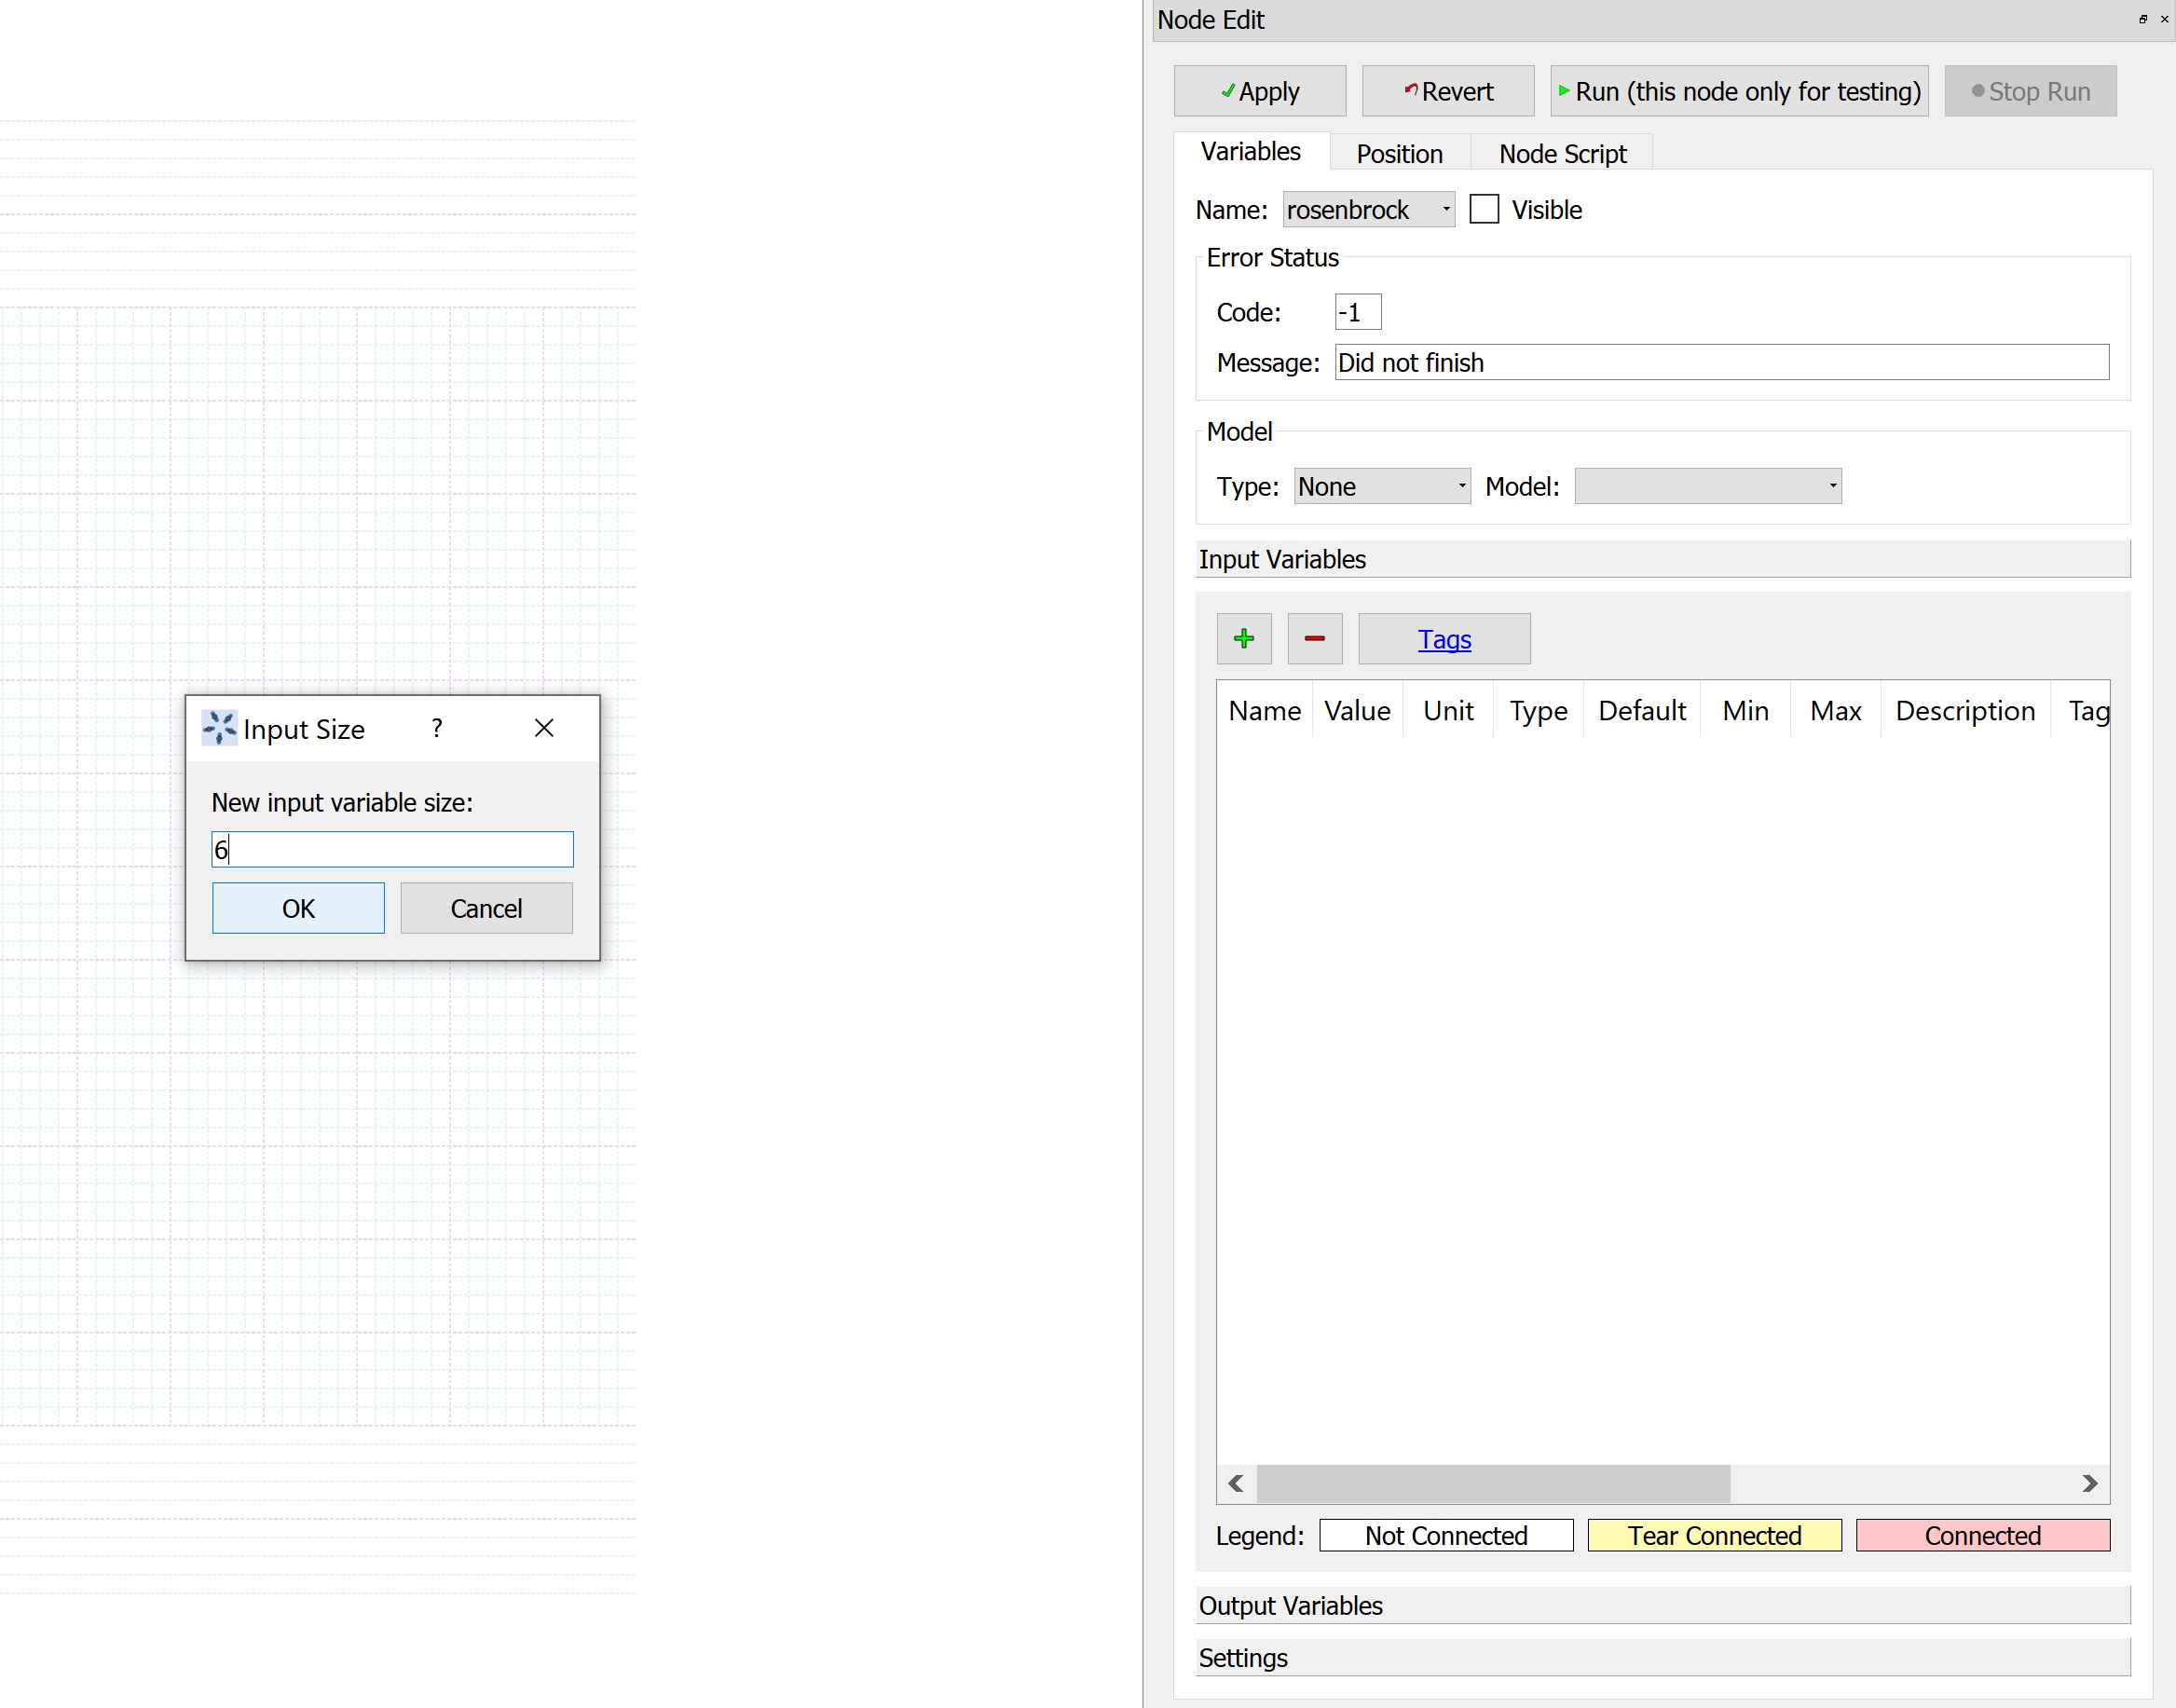 Node Edit
Apply Revert Run (this node only for testing) Stop Run
Variables Position Node Script
Name: rosenbrock Visible
Error Status
Code: -1
Message: Did not finish
Model
Type: None Model:
Input Variables
Tags
Name Value Unit Type Default Min Max Description Tag
Input Size ?
New input variable size:
6
OK Cancel
Legend: Not Connected Tear Connected Connected
Output Variables
Settings